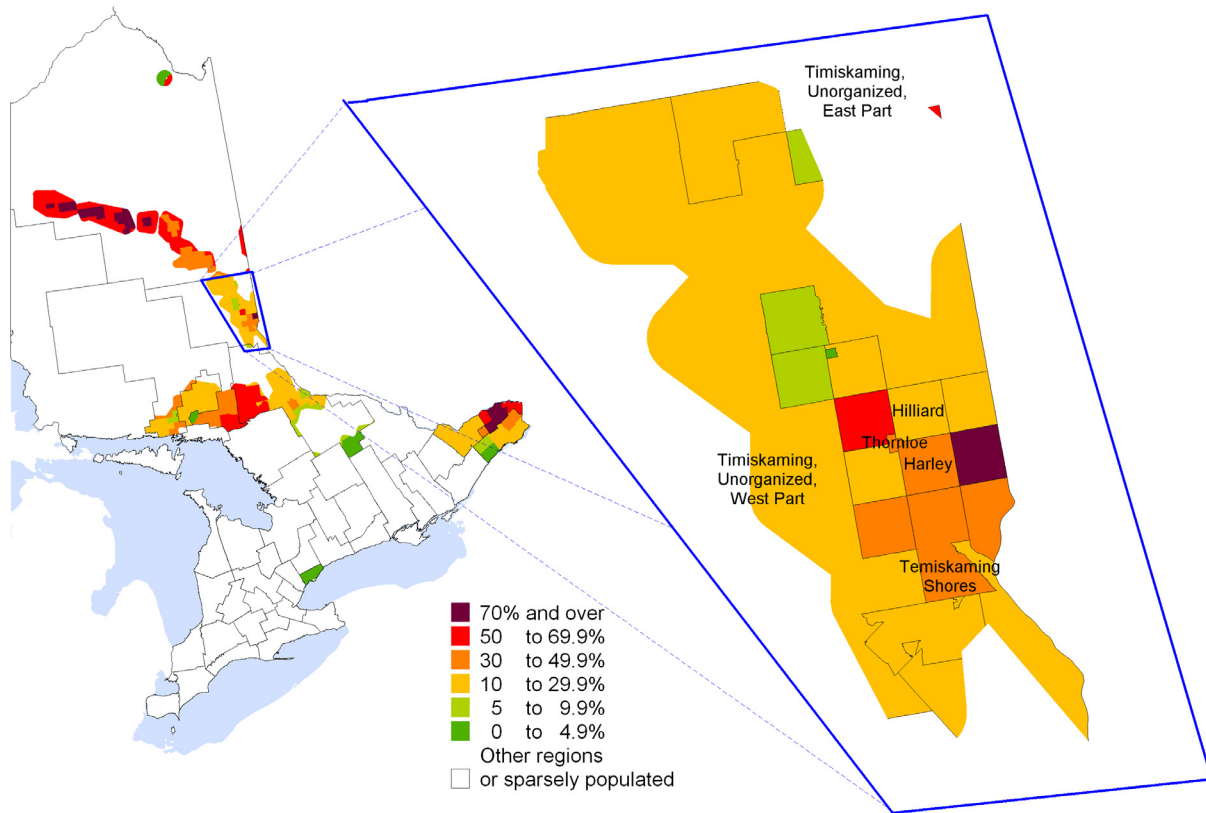 Timiskaming,
Unorganized,
East Part
Hilliard
Thornloe
Harley
Timiskaming,
Unorganized,
West Part
Temiskaming
Shores
70% and over
50 to 69.9%
30 to 49.9%
10 to 29.9%
5 to 9.9%
0 to 4.9%
Other regions
or sparsely populated